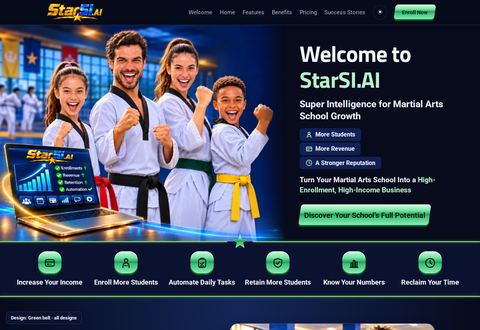 StarSI.AI
Welcome
Home
Features
Benefits
Pricing
Success Stories
Enroll Now
Welcome to
StarSI.AI
Super Intelligence for Martial Arts
School Growth
More Students
More Revenue
A Stronger Reputation
Turn Your Martial Arts School Into a High-
Enrollment, High-Income Business
Discover Your School's Full Potential
StarSI.AI
Enrollments
Revenue
Retention
Automation
Increase Your Income
Enroll More Students
Automate Daily Tasks
Retain More Students
Know Your Numbers
Reclaim Your Time
Design: Green belt · all designs